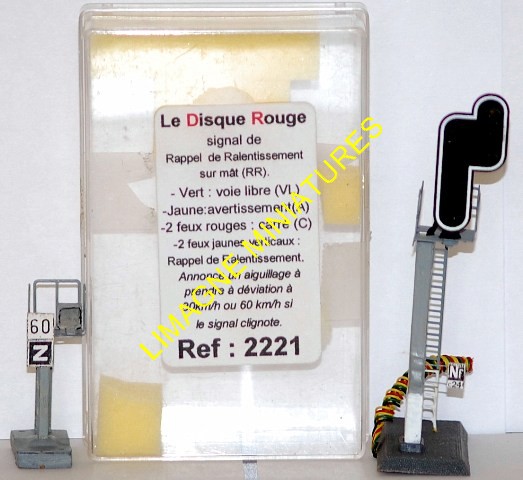 Le Disque Rouge
signal de
Rappel de Ralentissement
sur mât (RR).
- Vert : voie libre (VL)
-Jaune:avertissement(A)
-2 feux rouges : carré (C)
-2 feux jaunes verticaux :
Rappel de Ralentissement.
Annonce un aiguillage à
prendre à déviation à
30km/h ou 60 km/h si
le signal clignote.
Ref : 2221
LIMAGNE MINIATURES
60
Z
Nf